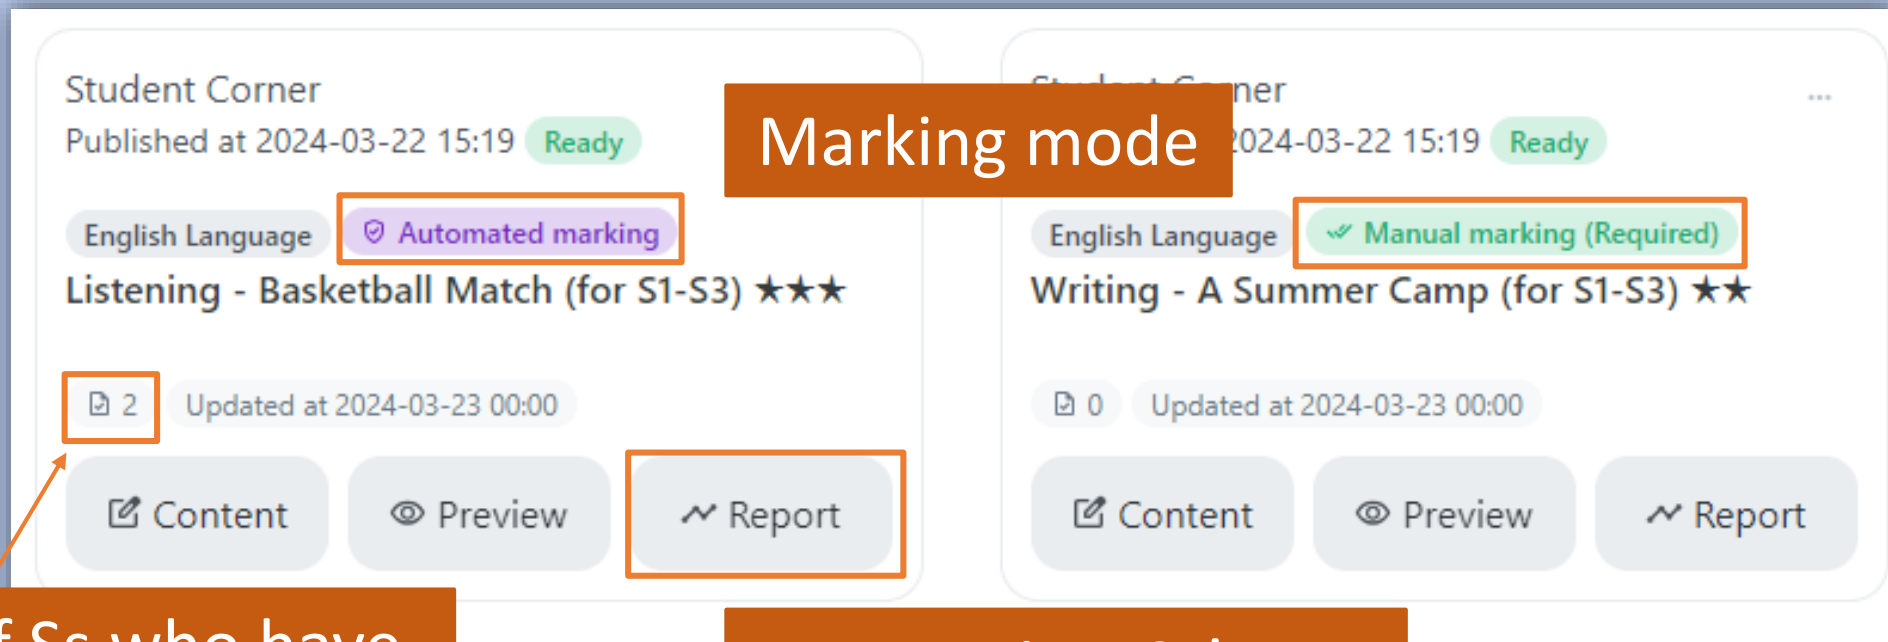 Student Corner
Published at 2024-03-22 15:19 Ready
English Language Automated marking
Listening - Basketball Match (for S1-S3) ★★★
2 Updated at 2024-03-23 00:00
Content Preview Report
Marking mode
2024-03-22 15:19 Ready
English Language Manual marking (Required)
Writing - A Summer Camp (for S1-S3) ★★
0 Updated at 2024-03-23 00:00
Content Preview Report
Ss who have